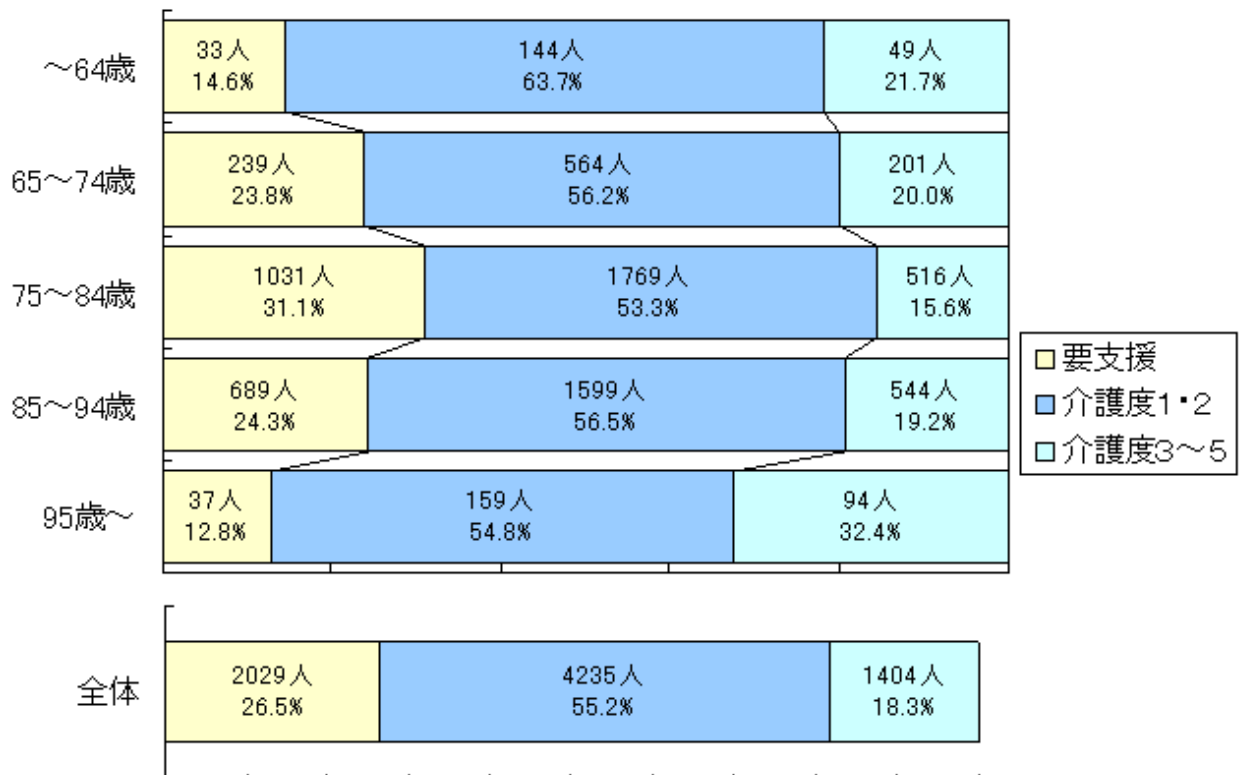 ～64歳
33人
14.6%
144人
63.7%
49人
21.7%
65～74歳
239人
23.8%
564人
56.2%
201人
20.0%
75～84歳
1031人
31.1%
1769人
53.3%
516人
15.6%
85～94歳
689人
24.3%
1599人
56.5%
544人
19.2%
95歳～
37人
12.8%
159人
54.8%
94人
32.4%
要支援
介護度1・2
介護度3～5
全体
2029人
26.5%
4235人
55.2%
1404人
18.3%